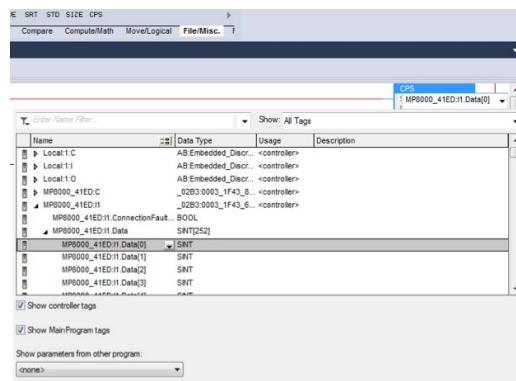 SRT STD SIZE CPS
Compare Compute/Math Move/Logical File/Misc.
CPS
MP8000_41ED:I1.Data[0]
Enter Name Filter... Show: All Tags
Name Data Type Usage Description
Local:1:C AB:Embedded_Discr... <controller>
Local:1:I AB:Embedded_Discr... <controller>
Local:1:O AB:Embedded_Discr... <controller>
MP8000_41ED:C _02B3:0003_1F43_8... <controller>
MP8000_41ED:I1 _02B3:0003_1F43_6... <controller>
MP8000_41ED:I1.ConnectionFault... BOOL
MP8000_41ED:I1.Data SINT[252]
MP8000_41ED:I1.Data[0] SINT
MP8000_41ED:I1.Data[1] SINT
MP8000_41ED:I1.Data[2] SINT
MP8000_41ED:I1.Data[3] SINT
Show controller tags
Show MainProgram tags
Show parameters from other program:
<none>